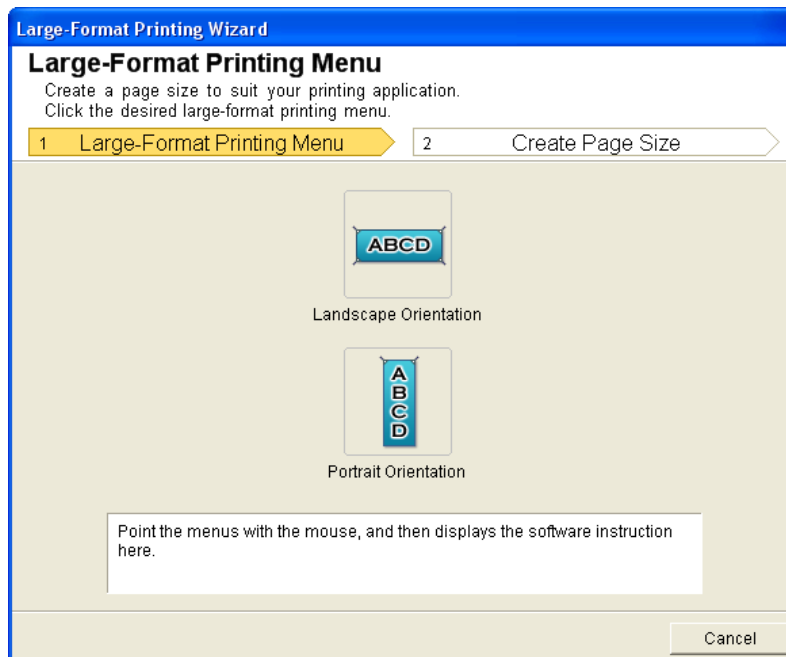 Large-Format Printing Wizard
Large-Format Printing Menu
Create a page size to suit your printing application.
Click the desired large-format printing menu.
1 Large-Format Printing Menu 2 Create Page Size
ABCD
Landscape Orientation
A
B
C
D
Portrait Orientation
Point the menus with the mouse, and then displays the software instruction
here.
Cancel